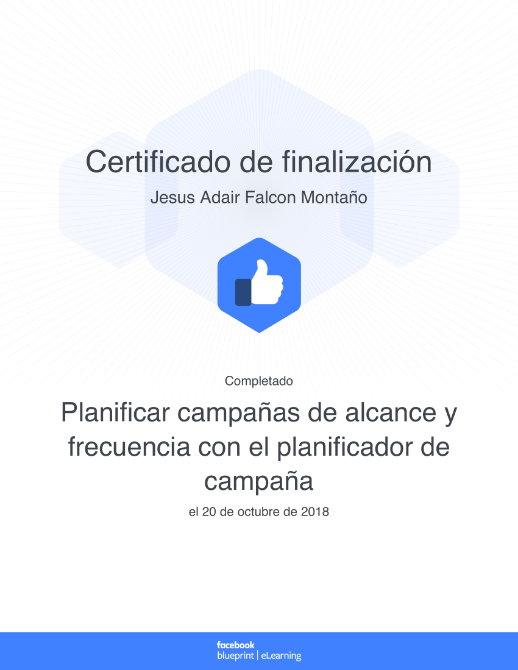 Certificado de finalización
Jesus Adair Falcon Montaño
Completado
Planificar campañas de alcance y
frecuencia con el planificador de
campaña
el 20 de octubre de 2018
facebook
blueprint | eLearning